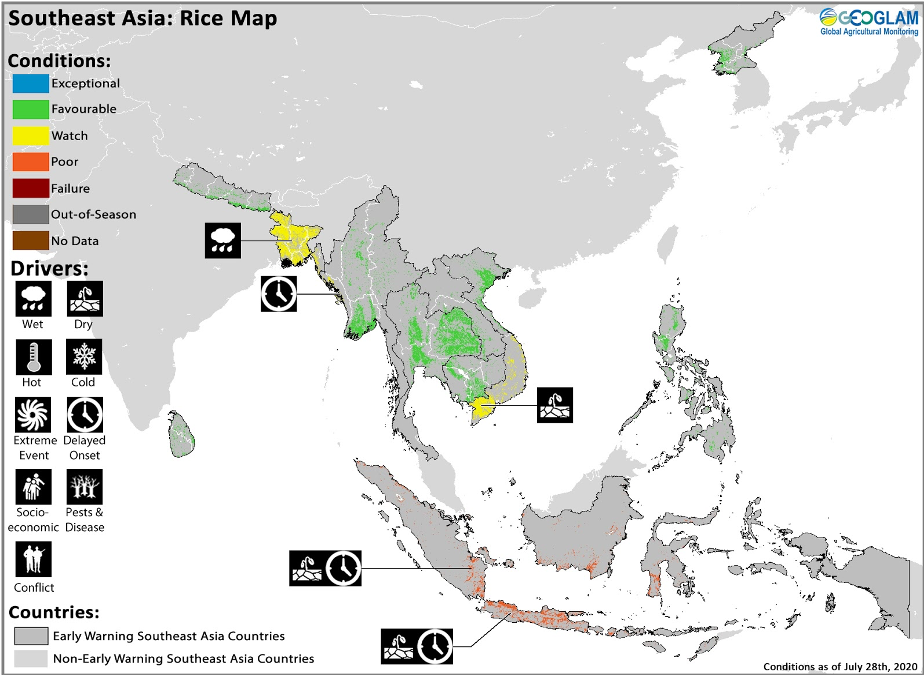 Southeast Asia: Rice Map
GEOGLAM
Global Agricultural Monitoring
Conditions:
Exceptional
Favourable
Watch
Poor
Failure
Out-of-Season
No Data
Drivers:
Wet
Dry
Hot
Cold
Extreme
Event
Delayed
Onset
Socio-
economic
Pests &
Disease
Conflict
Countries:
Early Warning Southeast Asia Countries
Non-Early Warning Southeast Asia Countries
Conditions as of July 28th, 2020